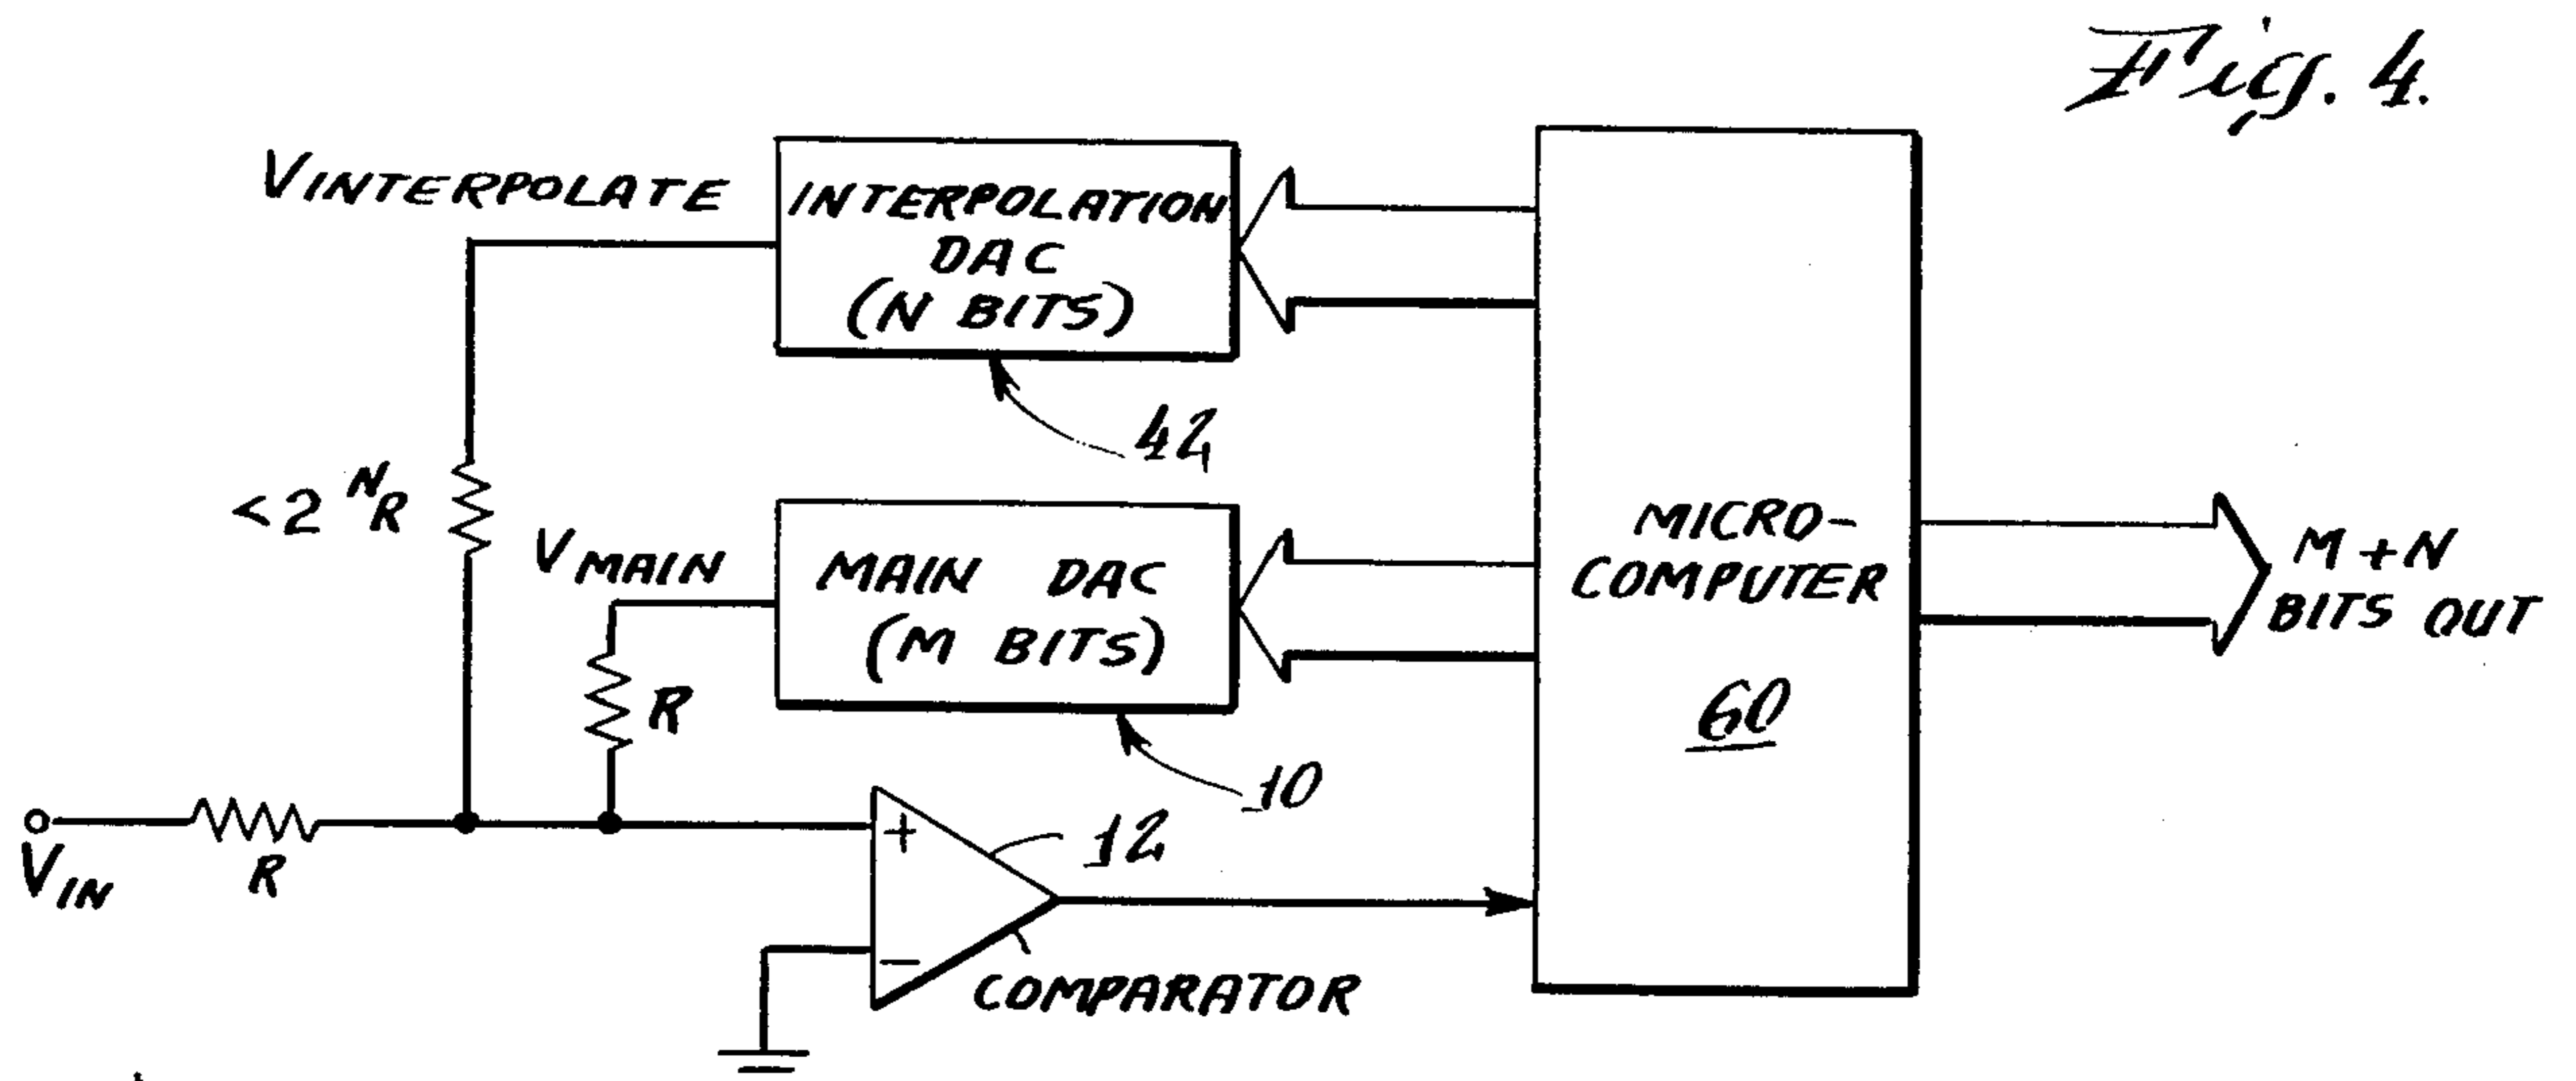 Fig. 4.
VINTERPOLATE
INTERPOLATION
DAC
(N BITS)
42
<2ᴺR
VMAIN
MAIN DAC
(M BITS)
R
10
MICRO-
COMPUTER
60
M+N
BITS OUT
VIN
R
+
12
−
COMPARATOR